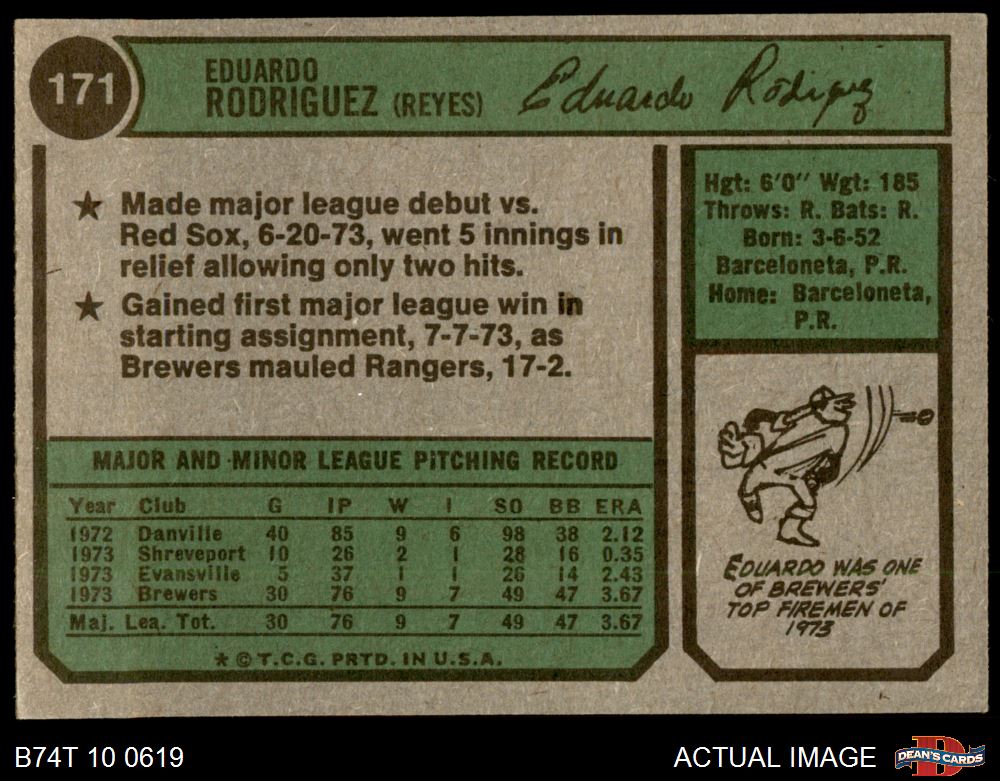 171
EDUARDO
RODRIGUEZ (REYES)
Eduardo Rodriguez
★ Made major league debut vs.
Red Sox, 6-20-73, went 5 innings in
relief allowing only two hits.
★ Gained first major league win in
starting assignment, 7-7-73, as
Brewers mauled Rangers, 17-2.
Hgt: 6'0" Wgt: 185
Throws: R. Bats: R.
Born: 3-6-52
Barceloneta, P.R.
Home: Barceloneta,
P.R.
MAJOR AND MINOR LEAGUE PITCHING RECORD
Year Club G IP W l SO BB ERA
1972 Danville 40 85 9 6 98 38 2.12
1973 Shreveport 10 26 2 1 28 16 0.35
1973 Evansville 5 37 1 1 26 14 2.43
1973 Brewers 30 76 9 7 49 47 3.67
Maj. Lea. Tot. 30 76 9 7 49 47 3.67
* © T.C.G. PRTD. IN U.S.A.
EDUARDO WAS ONE
OF BREWERS'
TOP FIREMEN OF
1973
B74T 10 0619
ACTUAL IMAGE
D
DEAN'S CARDS